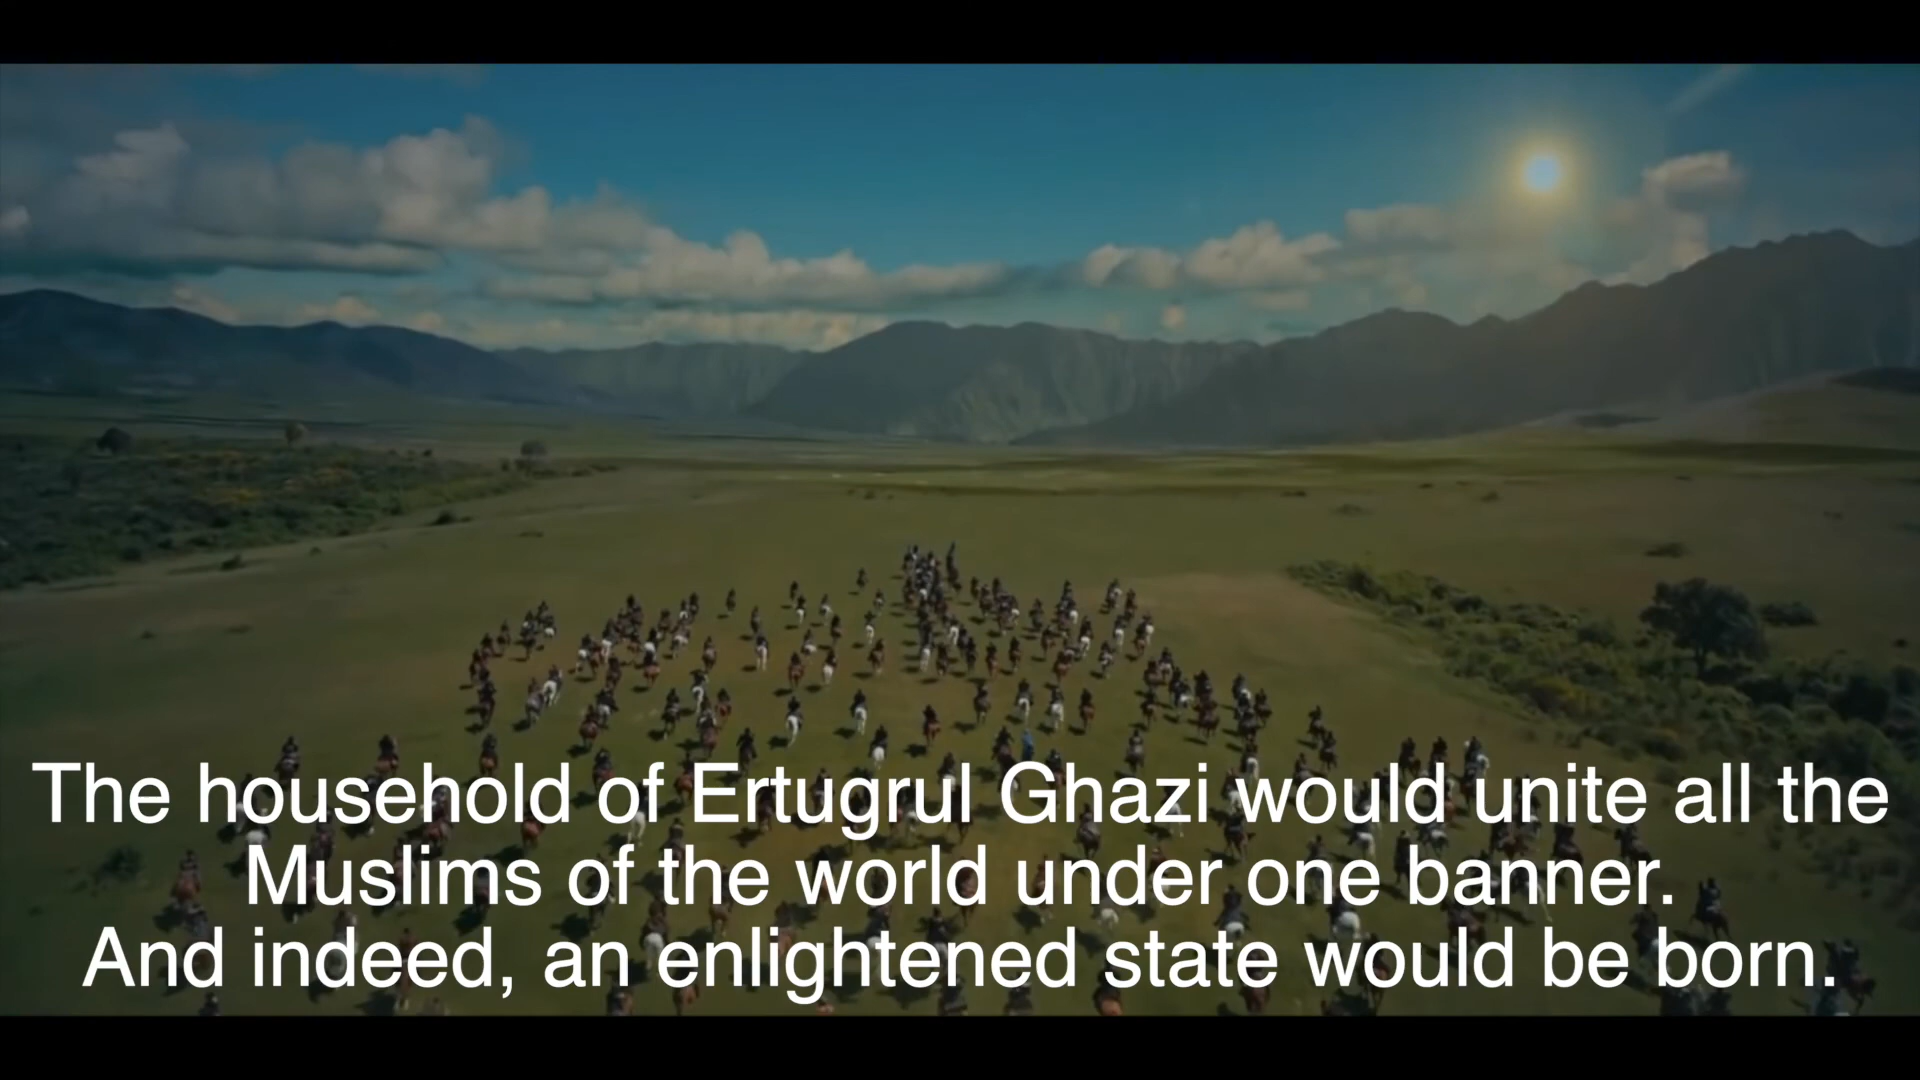 The household of Ertugrul Ghazi would unite all the
Muslims of the world under one banner.
And indeed, an enlightened state would be born.